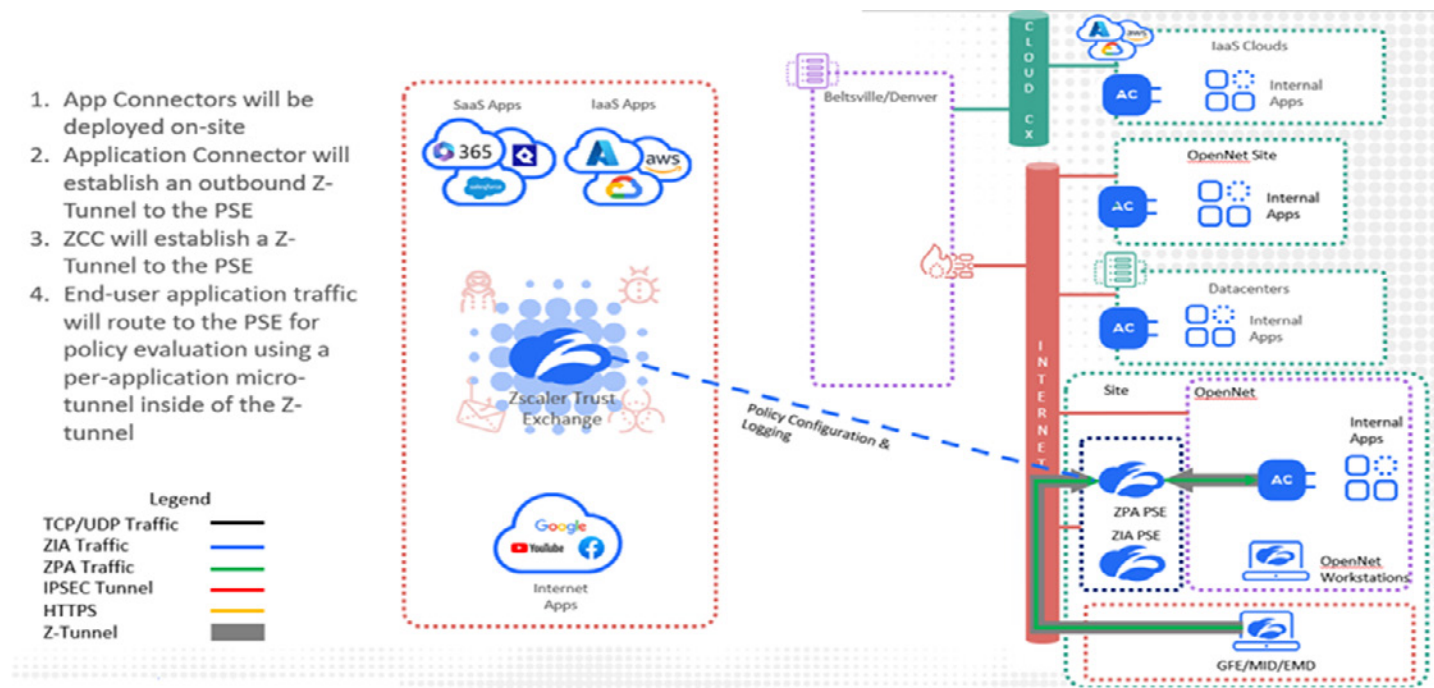 1. App Connectors will be
deployed on-site
2. Application Connector will
establish an outbound Z-
Tunnel to the PSE
3. ZCC will establish a Z-
Tunnel to the PSE
4. End-user application traffic
will route to the PSE for
policy evaluation using a
per-application micro-
tunnel inside of the Z-
tunnel
Legend
TCP/UDP Traffic
ZIA Traffic
ZPA Traffic
IPSEC Tunnel
HTTPS
Z-Tunnel
SaaS Apps
IaaS Apps
365
salesforce
aws
Zscaler Trust
Exchange
Policy Configuration &
Logging
Google
YouTube
Internet
Apps
Beltsville/Denver
CLOUD CX
INTERNET
aws
IaaS Clouds
AC
Internal
Apps
OpenNet Site
AC
Internal
Apps
Datacenters
AC
Internal
Apps
Site
OpenNet
Internal
Apps
AC
ZPA PSE
ZIA PSE
OpenNet
Workstations
GFE/MID/EMD